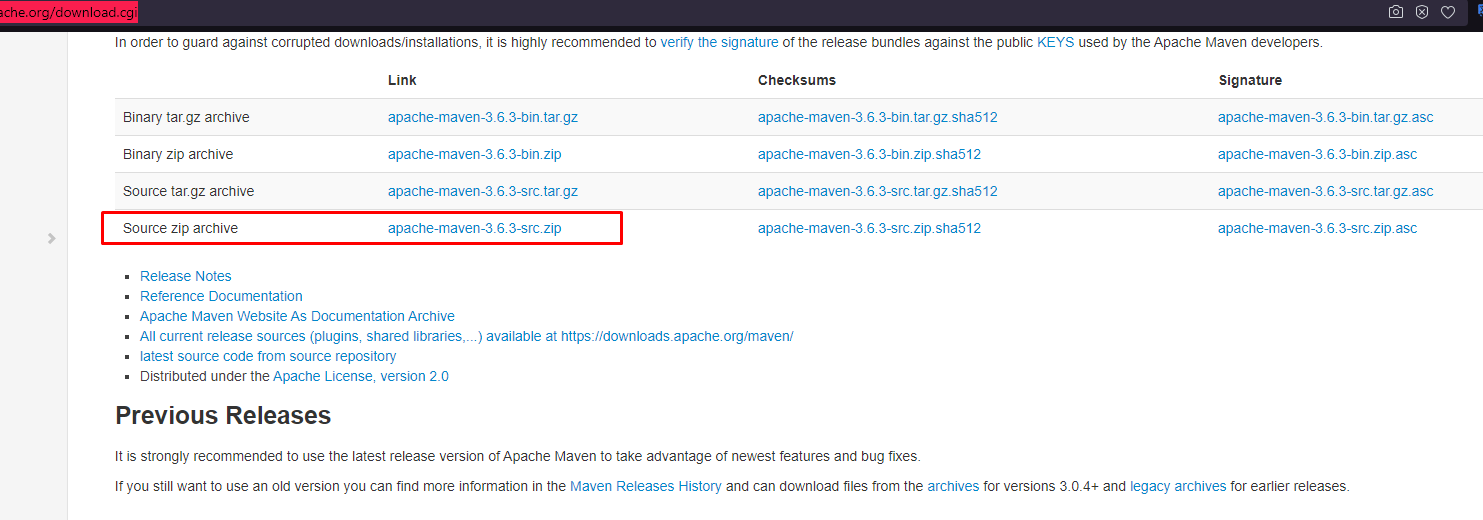 ache.org/download.cgi
In order to guard against corrupted downloads/installations, it is highly recommended to verify the signature of the release bundles against the public KEYS used by the Apache Maven developers.
Link Checksums Signature
Binary tar.gz archive apache-maven-3.6.3-bin.tar.gz apache-maven-3.6.3-bin.tar.gz.sha512 apache-maven-3.6.3-bin.tar.gz.asc
Binary zip archive apache-maven-3.6.3-bin.zip apache-maven-3.6.3-bin.zip.sha512 apache-maven-3.6.3-bin.zip.asc
Source tar.gz archive apache-maven-3.6.3-src.tar.gz apache-maven-3.6.3-src.tar.gz.sha512 apache-maven-3.6.3-src.tar.gz.asc
Source zip archive apache-maven-3.6.3-src.zip apache-maven-3.6.3-src.zip.sha512 apache-maven-3.6.3-src.zip.asc
Release Notes
Reference Documentation
Apache Maven Website As Documentation Archive
All current release sources (plugins, shared libraries,...) available at https://downloads.apache.org/maven/
latest source code from source repository
Distributed under the Apache License, version 2.0
Previous Releases
It is strongly recommended to use the latest release version of Apache Maven to take advantage of newest features and bug fixes.
If you still want to use an old version you can find more information in the Maven Releases History and can download files from the archives for versions 3.0.4+ and legacy archives for earlier releases.